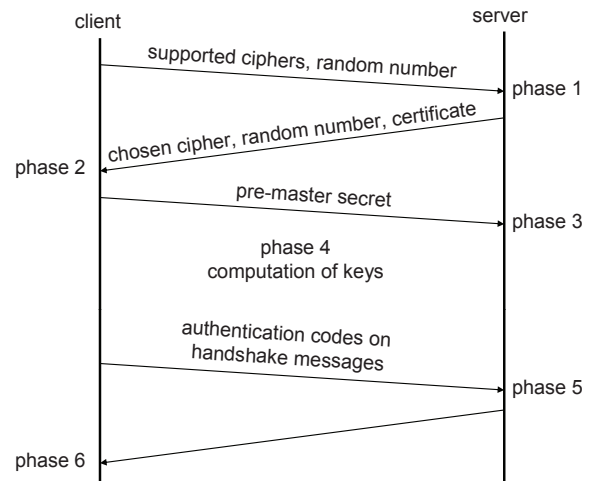 client
server
supported ciphers, random number
phase 1
chosen cipher, random number, certificate
phase 2
pre-master secret
phase 3
phase 4
computation of keys
authentication codes on
handshake messages
phase 5
phase 6